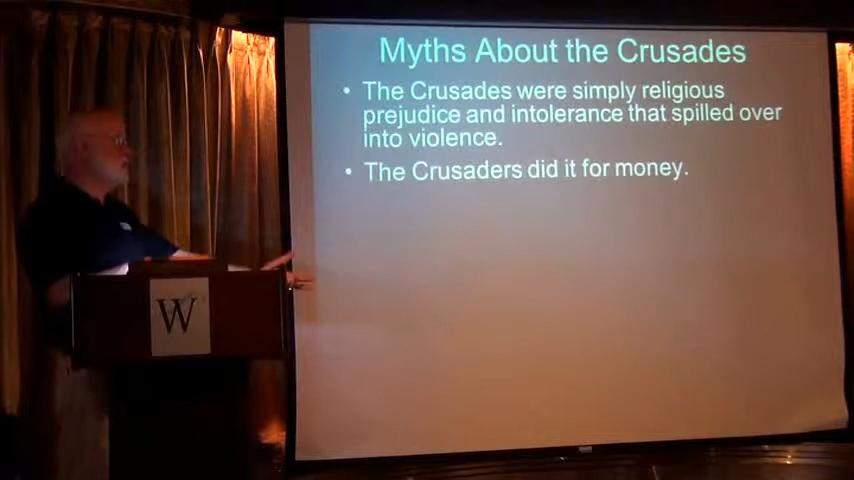 Myths About the Crusades
• The Crusades were simply religious
prejudice and intolerance that spilled over
into violence.
• The Crusaders did it for money.
W